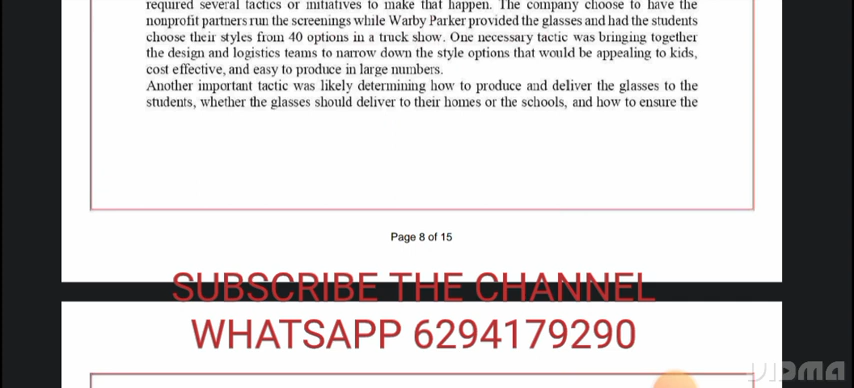 required several tactics or initiatives to make that happen. The company choose to have the
nonprofit partners run the screenings while Warby Parker provided the glasses and had the students
choose their styles from 40 options in a truck show. One necessary tactic was bringing together
the design and logistics teams to narrow down the style options that would be appealing to kids,
cost effective, and easy to produce in large numbers.
Another important tactic was likely determining how to produce and deliver the glasses to the
students, whether the glasses should deliver to their homes or the schools, and how to ensure the
Page 8 of 15
SUBSCRIBE THE CHANNEL
WHATSAPP 6294179290
VIDMA